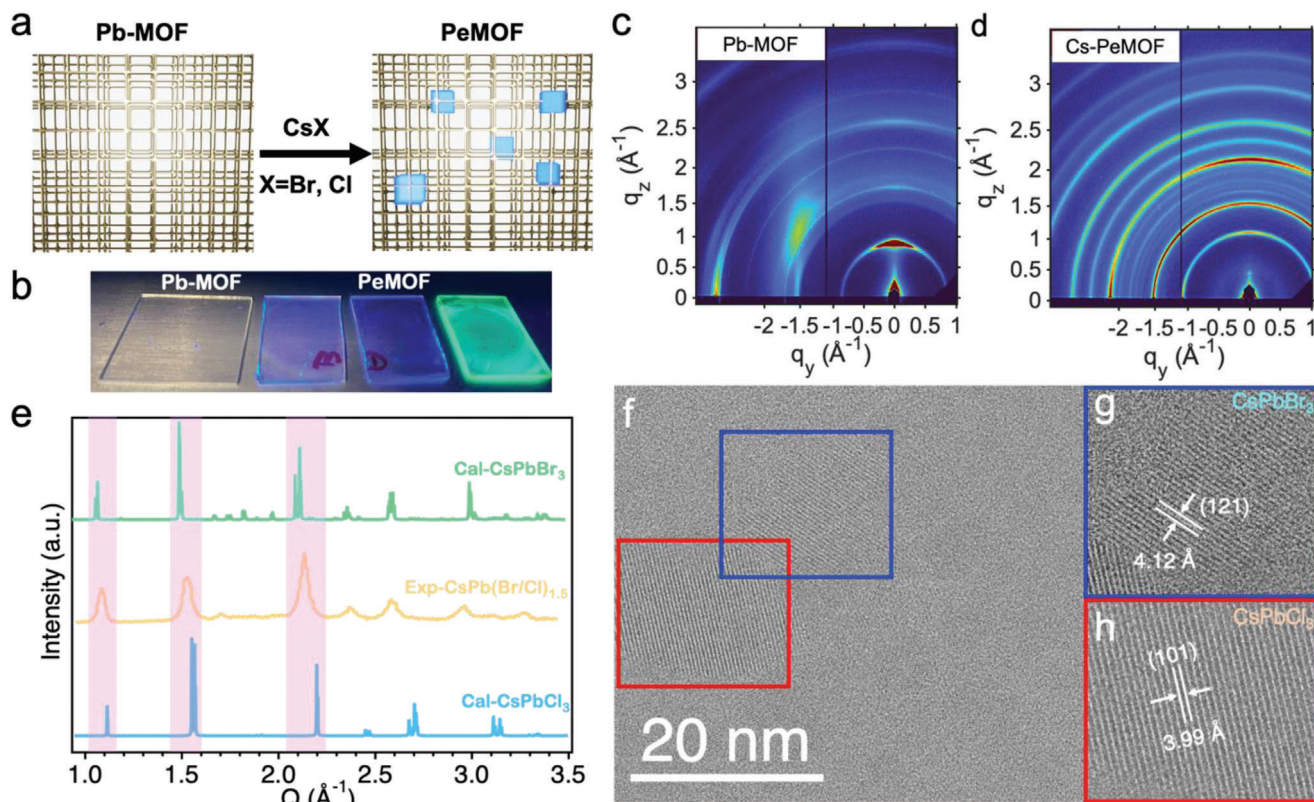 a
Pb-MOF
PeMOF
CsX
X=Br, Cl
b
Pb-MOF
PeMOF
c
Pb-MOF
q_z (Å⁻¹)
3
2.5
2
1.5
1
0.5
0
-2 -1.5 -1 -0.5 0 0.5 1
q_y (Å⁻¹)
d
Cs-PeMOF
q_z (Å⁻¹)
3
2.5
2
1.5
1
0.5
0
-2 -1.5 -1 -0.5 0 0.5 1
q_y (Å⁻¹)
e
Intensity (a.u.)
Cal-CsPbBr₃
Exp-CsPb(Br/Cl)₁.₅
Cal-CsPbCl₃
1.0 1.5 2.0 2.5 3.0 3.5
Q (Å⁻¹)
f
20 nm
g
CsPbBr₃
(121)
4.12 Å
h
CsPbCl₃
(101)
3.99 Å